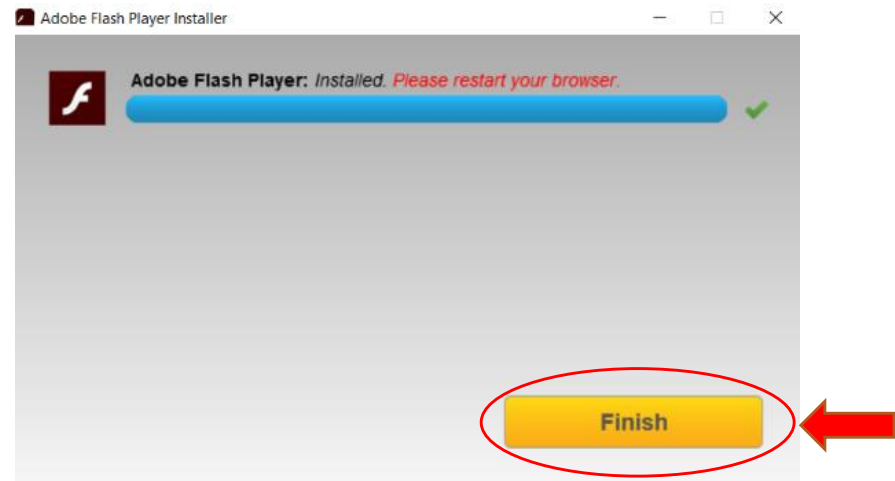 Adobe Flash Player Installer
Adobe Flash Player: Installed. Please restart your browser.
Finish